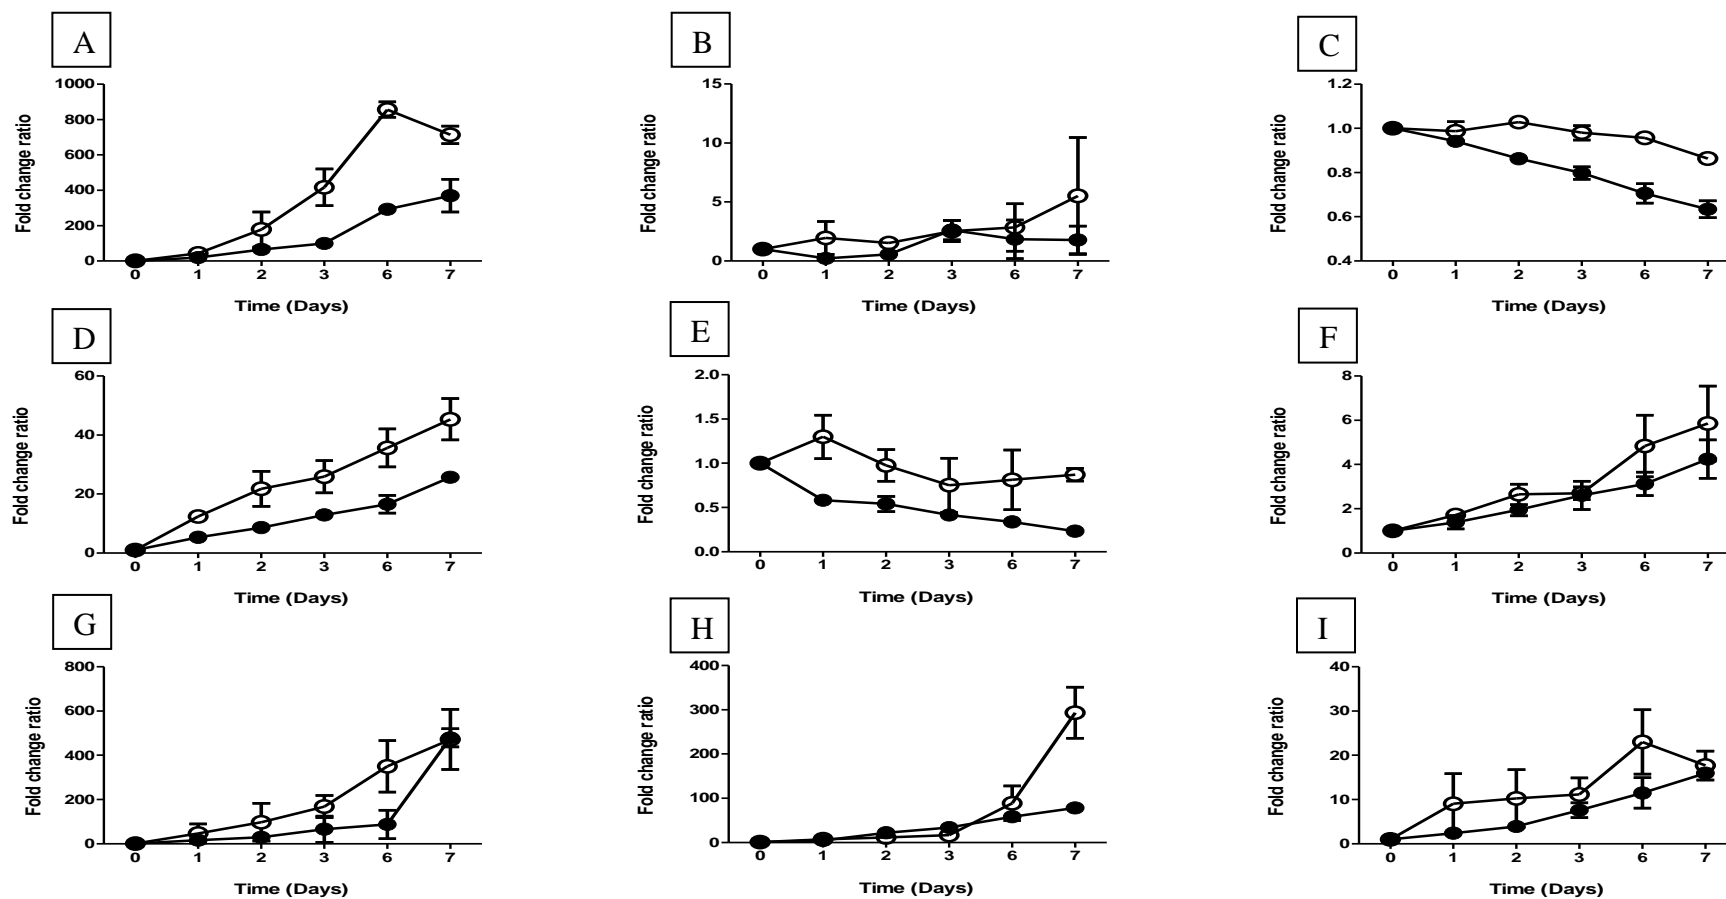 A
Fold change ratio
1000
800
600
400
200
0
0 1 2 3 6 7
Time (Days)
B
Fold change ratio
15
10
5
0
0 1 2 3 6 7
Time (Days)
C
Fold change ratio
1.2
1.0
0.8
0.6
0.4
0 1 2 3 6 7
Time (Days)
D
Fold change ratio
60
40
20
0
0 1 2 3 6 7
Time (Days)
E
Fold change ratio
2.0
1.5
1.0
0.5
0.0
0 1 2 3 6 7
Time (Days)
F
Fold change ratio
8
6
4
2
0
0 1 2 3 6 7
Time (Days)
G
Fold change ratio
800
600
400
200
0
0 1 2 3 6 7
Time (Days)
H
Fold change ratio
400
300
200
100
0
0 1 2 3 6 7
Time (Days)
I
Fold change ratio
40
30
20
10
0
0 1 2 3 6 7
Time (Days)